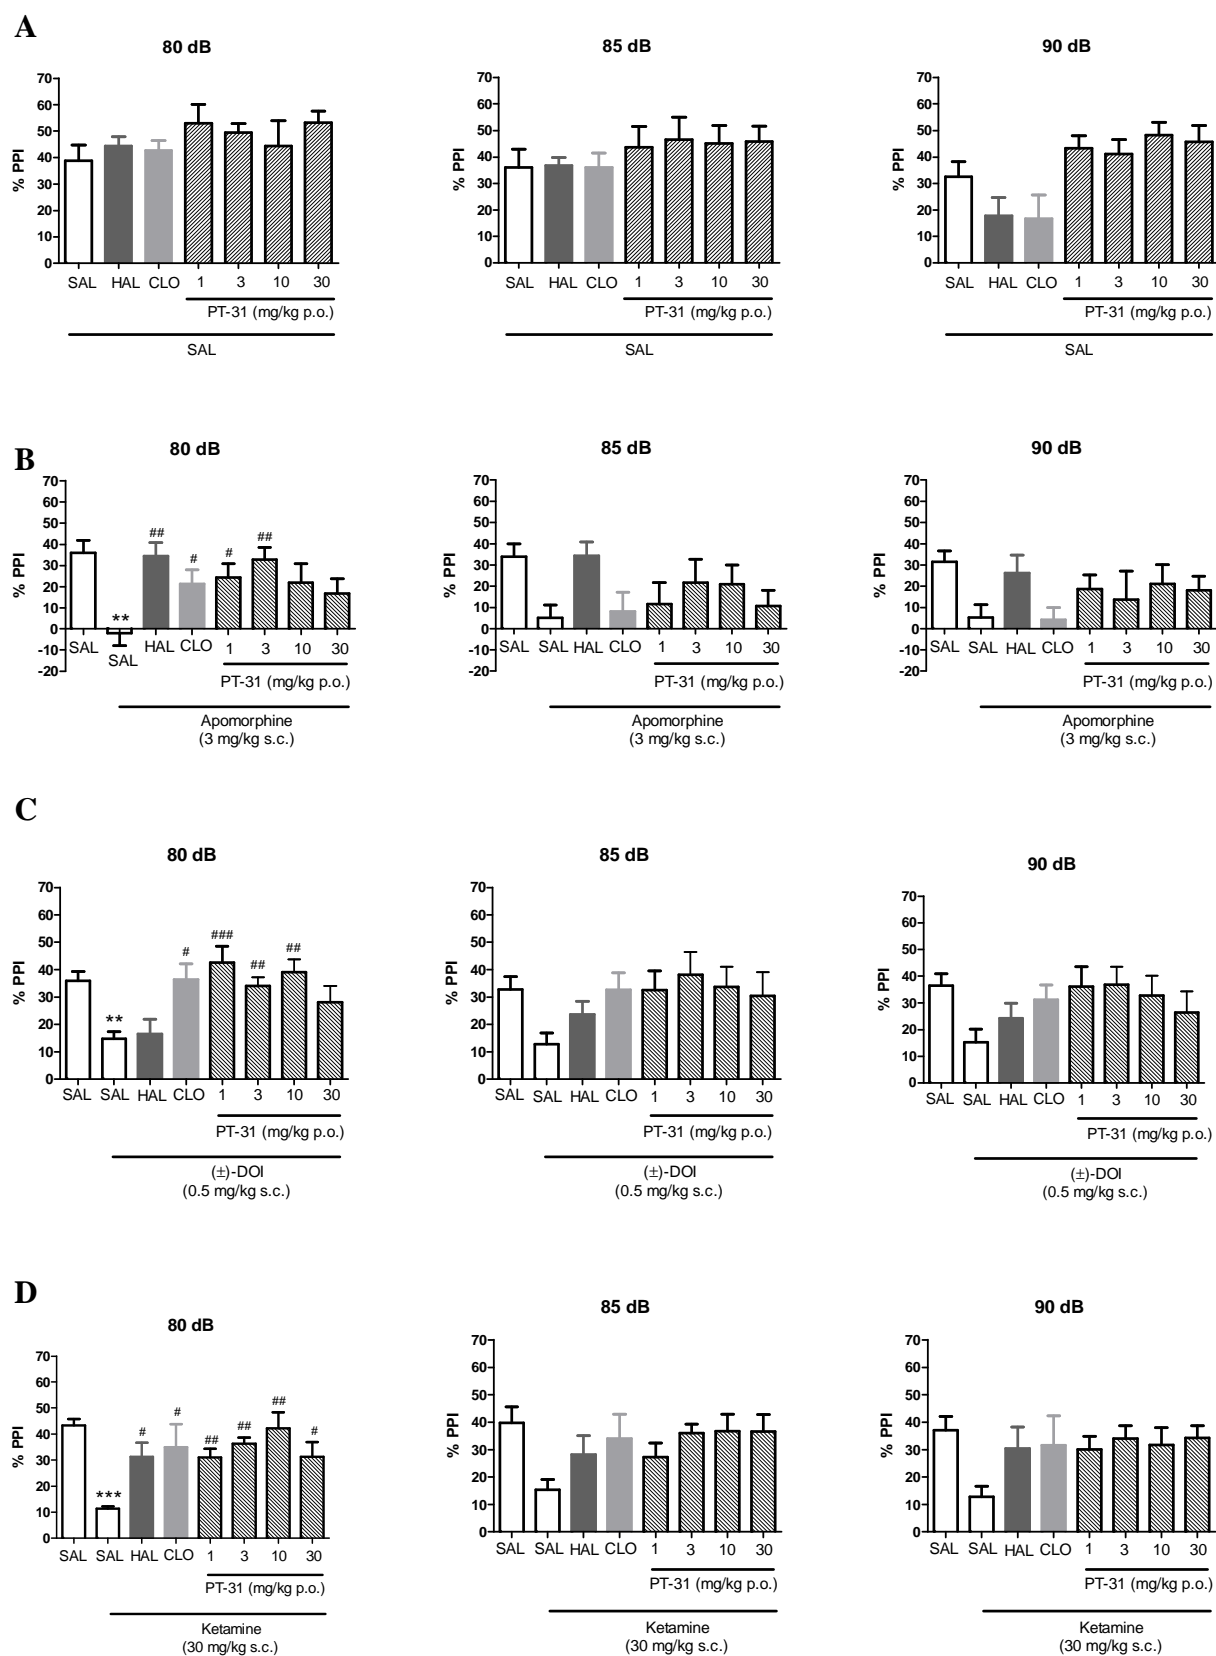 A
80 dB
85 dB
90 dB
% PPI
70
60
50
40
30
20
10
0
SAL HAL CLO 1 3 10 30
PT-31 (mg/kg p.o.)
SAL
% PPI
70
60
50
40
30
20
10
0
SAL HAL CLO 1 3 10 30
PT-31 (mg/kg p.o.)
SAL
% PPI
70
60
50
40
30
20
10
0
SAL HAL CLO 1 3 10 30
PT-31 (mg/kg p.o.)
SAL
B
80 dB
85 dB
90 dB
% PPI
70
60
50
40
30
20
10
0
-10
-20
** ## # # ##
SAL SAL HAL CLO 1 3 10 30
PT-31 (mg/kg p.o.)
Apomorphine
(3 mg/kg s.c.)
% PPI
70
60
50
40
30
20
10
0
-10
-20
SAL SAL HAL CLO 1 3 10 30
PT-31 (mg/kg p.o.)
Apomorphine
(3 mg/kg s.c.)
% PPI
70
60
50
40
30
20
10
0
-10
-20
SAL SAL HAL CLO 1 3 10 30
PT-31 (mg/kg p.o.)
Apomorphine
(3 mg/kg s.c.)
C
80 dB
85 dB
90 dB
% PPI
70
60
50
40
30
20
10
0
** # ### ## ##
SAL SAL HAL CLO 1 3 10 30
PT-31 (mg/kg p.o.)
(±)-DOI
(0.5 mg/kg s.c.)
% PPI
70
60
50
40
30
20
10
0
SAL SAL HAL CLO 1 3 10 30
PT-31 (mg/kg p.o.)
(±)-DOI
(0.5 mg/kg s.c.)
% PPI
70
60
50
40
30
20
10
0
SAL SAL HAL CLO 1 3 10 30
PT-31 (mg/kg p.o.)
(±)-DOI
(0.5 mg/kg s.c.)
D
80 dB
85 dB
90 dB
% PPI
70
60
50
40
30
20
10
0
*** # # ## ## ## #
SAL SAL HAL CLO 1 3 10 30
PT-31 (mg/kg p.o.)
Ketamine
(30 mg/kg s.c.)
% PPI
70
60
50
40
30
20
10
0
SAL SAL HAL CLO 1 3 10 30
PT-31 (mg/kg p.o.)
Ketamine
(30 mg/kg s.c.)
% PPI
70
60
50
40
30
20
10
0
SAL SAL HAL CLO 1 3 10 30
PT-31 (mg/kg p.o.)
Ketamine
(30 mg/kg s.c.)